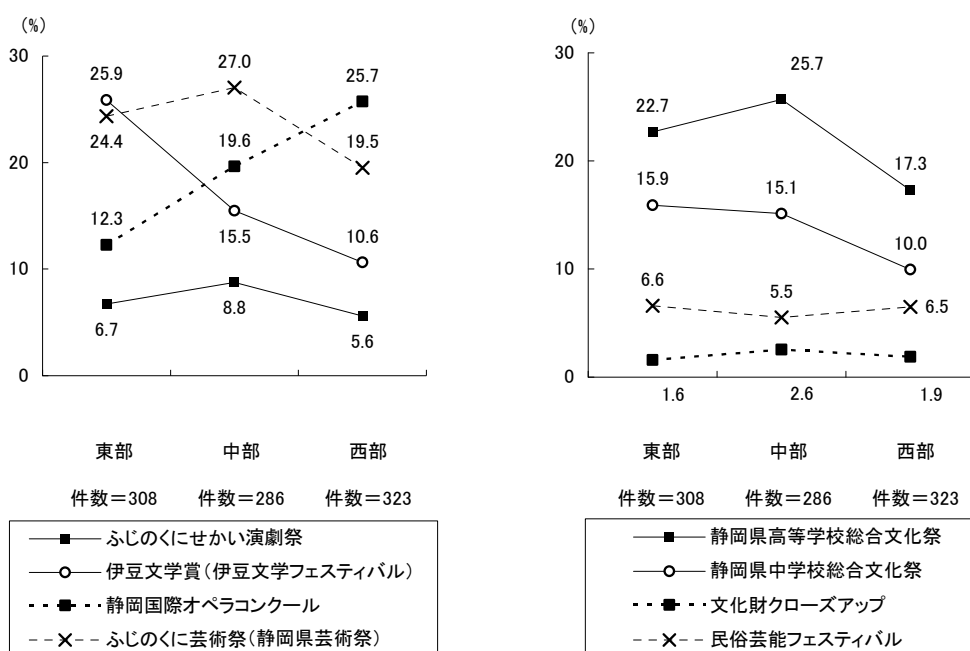 (%)
30
20
10
0
25.9
24.4
12.3
6.7
27.0
19.6
15.5
8.8
25.7
19.5
10.6
5.6
東部 中部 西部
件数=308 件数=286 件数=323
ふじのくにせかい演劇祭
伊豆文学賞(伊豆文学フェスティバル)
静岡国際オペラコンクール
ふじのくに芸術祭(静岡県芸術祭)
(%)
30
20
10
0
22.7
15.9
6.6
1.6
25.7
15.1
5.5
2.6
17.3
10.0
6.5
1.9
東部 中部 西部
件数=308 件数=286 件数=323
静岡県高等学校総合文化祭
静岡県中学校総合文化祭
文化財クローズアップ
民俗芸能フェスティバル